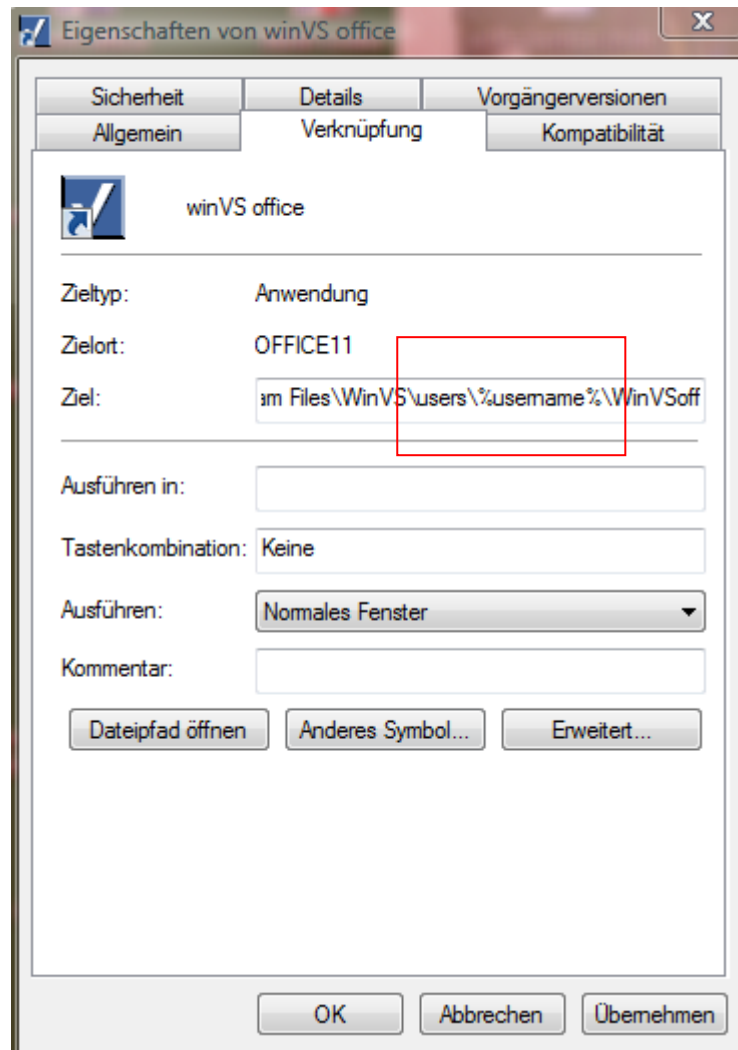 Eigenschaften von winVS office
Sicherheit Details Vorgängerversionen
Allgemein Verknüpfung Kompatibilität
winVS office
Zieltyp: Anwendung
Zielort: OFFICE11
Ziel: am Files\WinVS\users\%username%\WinVSoff
Ausführen in:
Tastenkombination: Keine
Ausführen: Normales Fenster
Kommentar:
Dateipfad öffnen Anderes Symbol... Erweitert...
OK Abbrechen Übernehmen